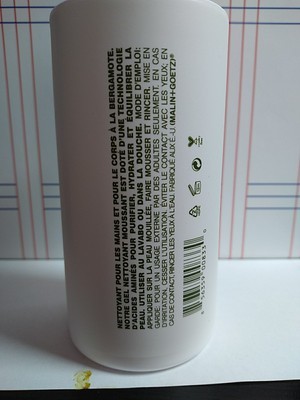 NETTOYANT POUR LES MAINS ET POUR LE CORPS À LA BERGAMOTE.
NOTRE GEL NETTOYANT MOUSSANT EST DOTÉ D'UNE TECHNOLOGIE
D'ACIDES AMINÉS POUR PURIFIER, HYDRATER ET ÉQUILIBRER LA
PEAU. UTILISER AU LAVABO OU DANS LA DOUCHE. MODE D'EMPLOI:
APPLIQUER SUR LA PEAU MOUILLÉE, FAIRE MOUSSER ET RINCER. MISE EN
GARDE: POUR UN USAGE EXTERNE PAR DES ADULTES SEULEMENT. EN CAS
D'IRRITATION, CESSER L'UTILISATION. ÉVITER LE CONTACT AVEC LES YEUX; EN
CAS DE CONTACT, RINCER LES YEUX À L'EAU. FABRIQUÉ AUX É.-U. (MALIN+GOETZ)®